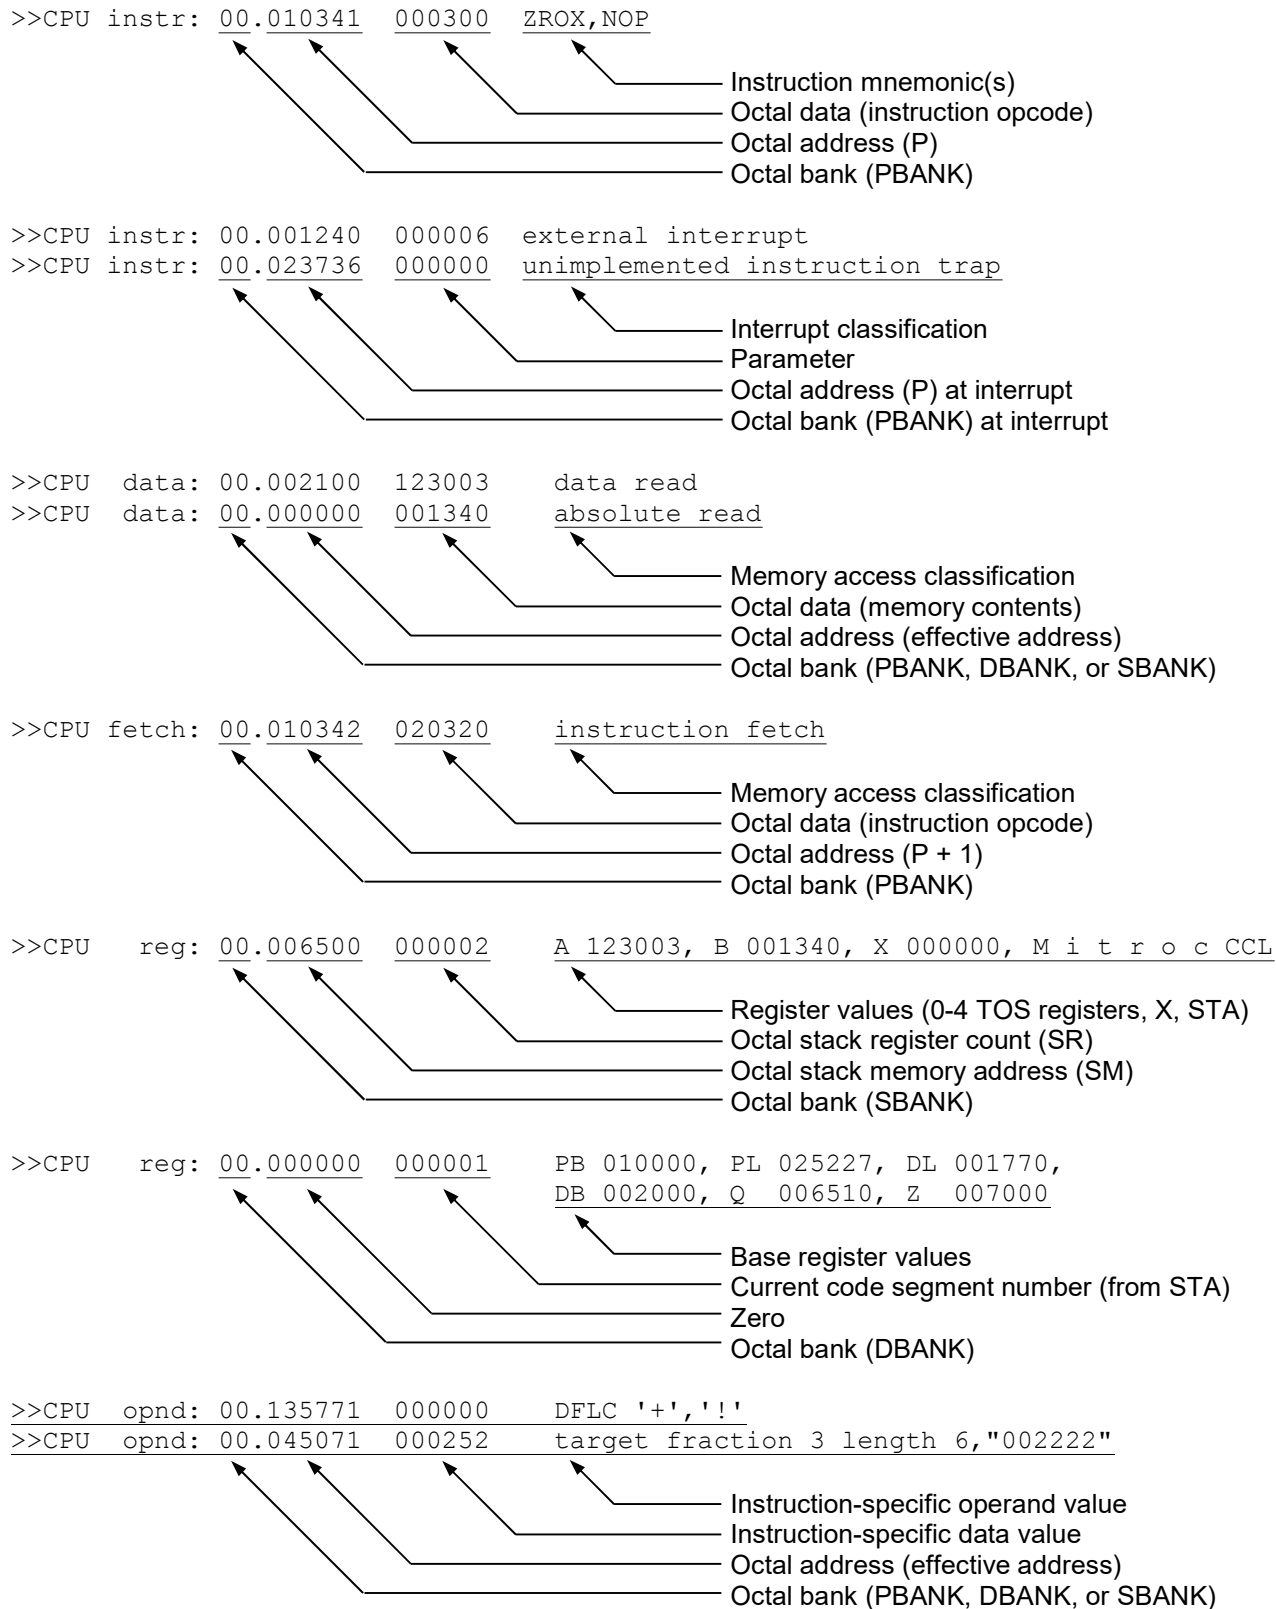 >>CPU instr: 00.010341  000300  ZROX,NOP
Instruction mnemonic(s)
Octal data (instruction opcode)
Octal address (P)
Octal bank (PBANK)
>>CPU instr: 00.001240  000006  external interrupt
>>CPU instr: 00.023736  000000  unimplemented instruction trap
Interrupt classification
Parameter
Octal address (P) at interrupt
Octal bank (PBANK) at interrupt
>>CPU  data: 00.002100  123003    data read
>>CPU  data: 00.000000  001340    absolute read
Memory access classification
Octal data (memory contents)
Octal address (effective address)
Octal bank (PBANK, DBANK, or SBANK)
>>CPU fetch: 00.010342  020320    instruction fetch
Memory access classification
Octal data (instruction opcode)
Octal address (P + 1)
Octal bank (PBANK)
>>CPU   reg: 00.006500  000002    A 123003, B 001340, X 000000, M i t r o c CCL
Register values (0-4 TOS registers, X, STA)
Octal stack register count (SR)
Octal stack memory address (SM)
Octal bank (SBANK)
>>CPU   reg: 00.000000  000001    PB 010000, PL 025227, DL 001770,
DB 002000, Q  006510, Z  007000
Base register values
Current code segment number (from STA)
Zero
Octal bank (DBANK)
>>CPU  opnd: 00.135771  000000    DFLC '+','!'
>>CPU  opnd: 00.045071  000252    target fraction 3 length 6,"002222"
Instruction-specific operand value
Instruction-specific data value
Octal address (effective address)
Octal bank (PBANK, DBANK, or SBANK)